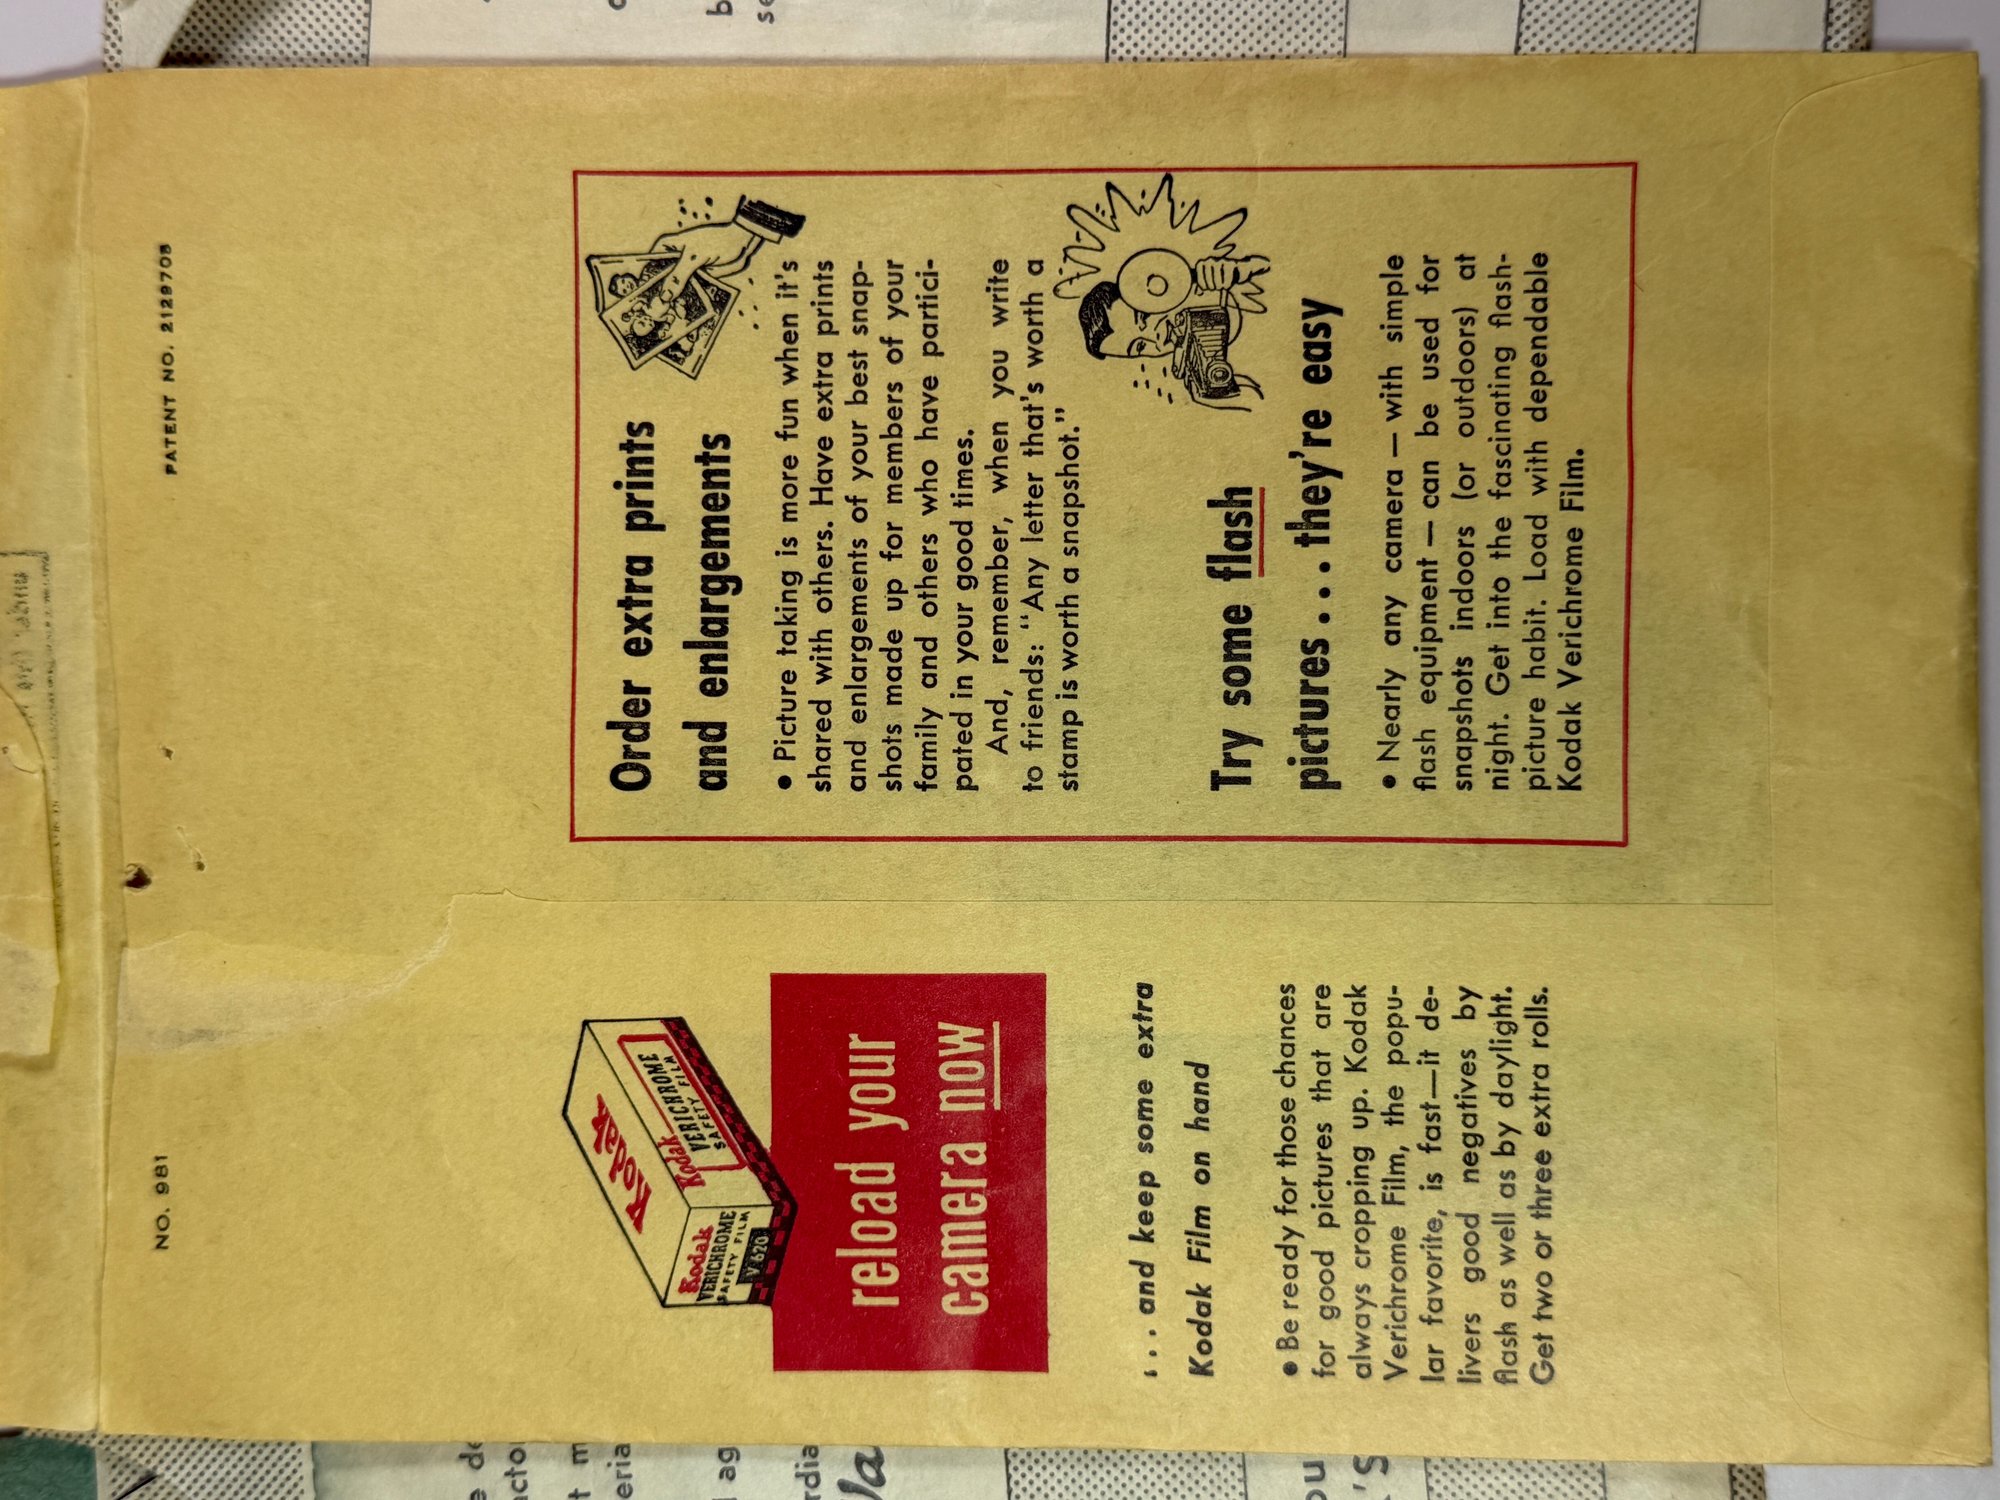 NO. 981
PATENT NO. 2129708
Kodak
Kodak
VERICHROME
SAFETY FILM
V 620
Kodak
VERICHROME
SAFETY FILM
reload your
camera now
. . . and keep some extra
Kodak Film on hand
• Be ready for those chances
for good pictures that are
always cropping up. Kodak
Verichrome Film, the popu-
lar favorite, is fast—it de-
livers good negatives by
flash as well as by daylight.
Get two or three extra rolls.
Order extra prints
and enlargements
• Picture taking is more fun when it's
shared with others. Have extra prints
and enlargements of your best snap-
shots made up for members of your
family and others who have partici-
pated in your good times.
And, remember, when you write
to friends: “Any letter that's worth a
stamp is worth a snapshot.”
Try some flash
pictures . . . they're easy
• Nearly any camera — with simple
flash equipment — can be used for
snapshots indoors (or outdoors) at
night. Get into the fascinating flash-
picture habit. Load with dependable
Kodak Verichrome Film.